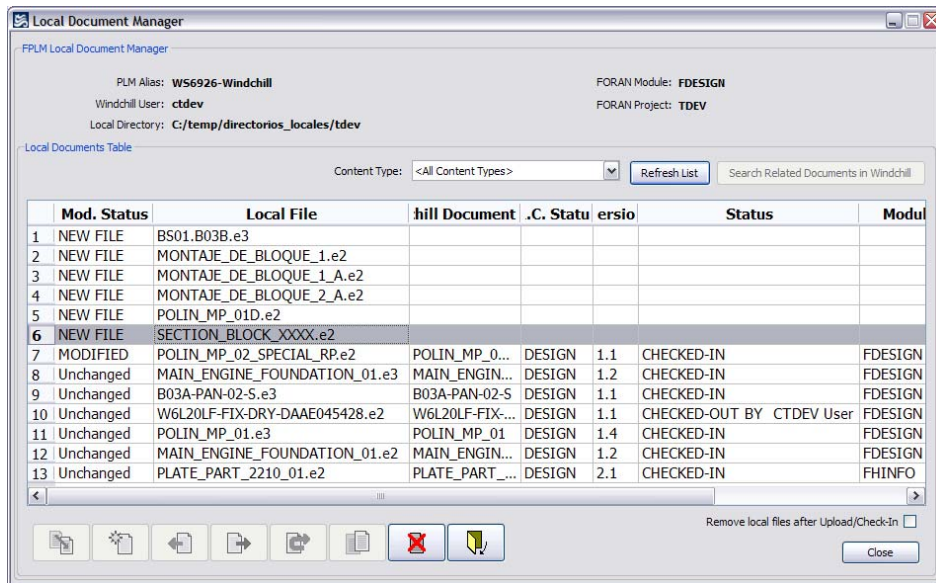 Local Document Manager
FPLM Local Document Manager
PLM Alias: WS6926-Windchill FORAN Module: FDESIGN
Windchill User: ctdev FORAN Project: TDEV
Local Directory: C:/temp/directorios_locales/tdev
Local Documents Table
Content Type: <All Content Types> Refresh List Search Related Documents in Windchill
Mod. Status Local File :hill Document .C. Statu ersio Status Modul
1 NEW FILE BS01.B03B.e3
2 NEW FILE MONTAJE_DE_BLOQUE_1.e2
3 NEW FILE MONTAJE_DE_BLOQUE_1_A.e2
4 NEW FILE MONTAJE_DE_BLOQUE_2_A.e2
5 NEW FILE POLIN_MP_01D.e2
6 NEW FILE SECTION_BLOCK_XXXX.e2
7 MODIFIED POLIN_MP_02_SPECIAL_RP.e2 POLIN_MP_0... DESIGN 1.1 CHECKED-IN FDESIGN
8 Unchanged MAIN_ENGINE_FOUNDATION_01.e3 MAIN_ENGIN... DESIGN 1.2 CHECKED-IN FDESIGN
9 Unchanged B03A-PAN-02-S.e3 B03A-PAN-02-S DESIGN 1.1 CHECKED-IN FDESIGN
10 Unchanged W6L20LF-FIX-DRY-DAAE045428.e2 W6L20LF-FIX-... DESIGN 1.1 CHECKED-OUT BY CTDEV User FDESIGN
11 Unchanged POLIN_MP_01.e3 POLIN_MP_01 DESIGN 1.4 CHECKED-IN FDESIGN
12 Unchanged MAIN_ENGINE_FOUNDATION_01.e2 MAIN_ENGIN... DESIGN 1.2 CHECKED-IN FDESIGN
13 Unchanged PLATE_PART_2210_01.e2 PLATE_PART_... DESIGN 2.1 CHECKED-IN FHINFO
Remove local files after Upload/Check-In
Close